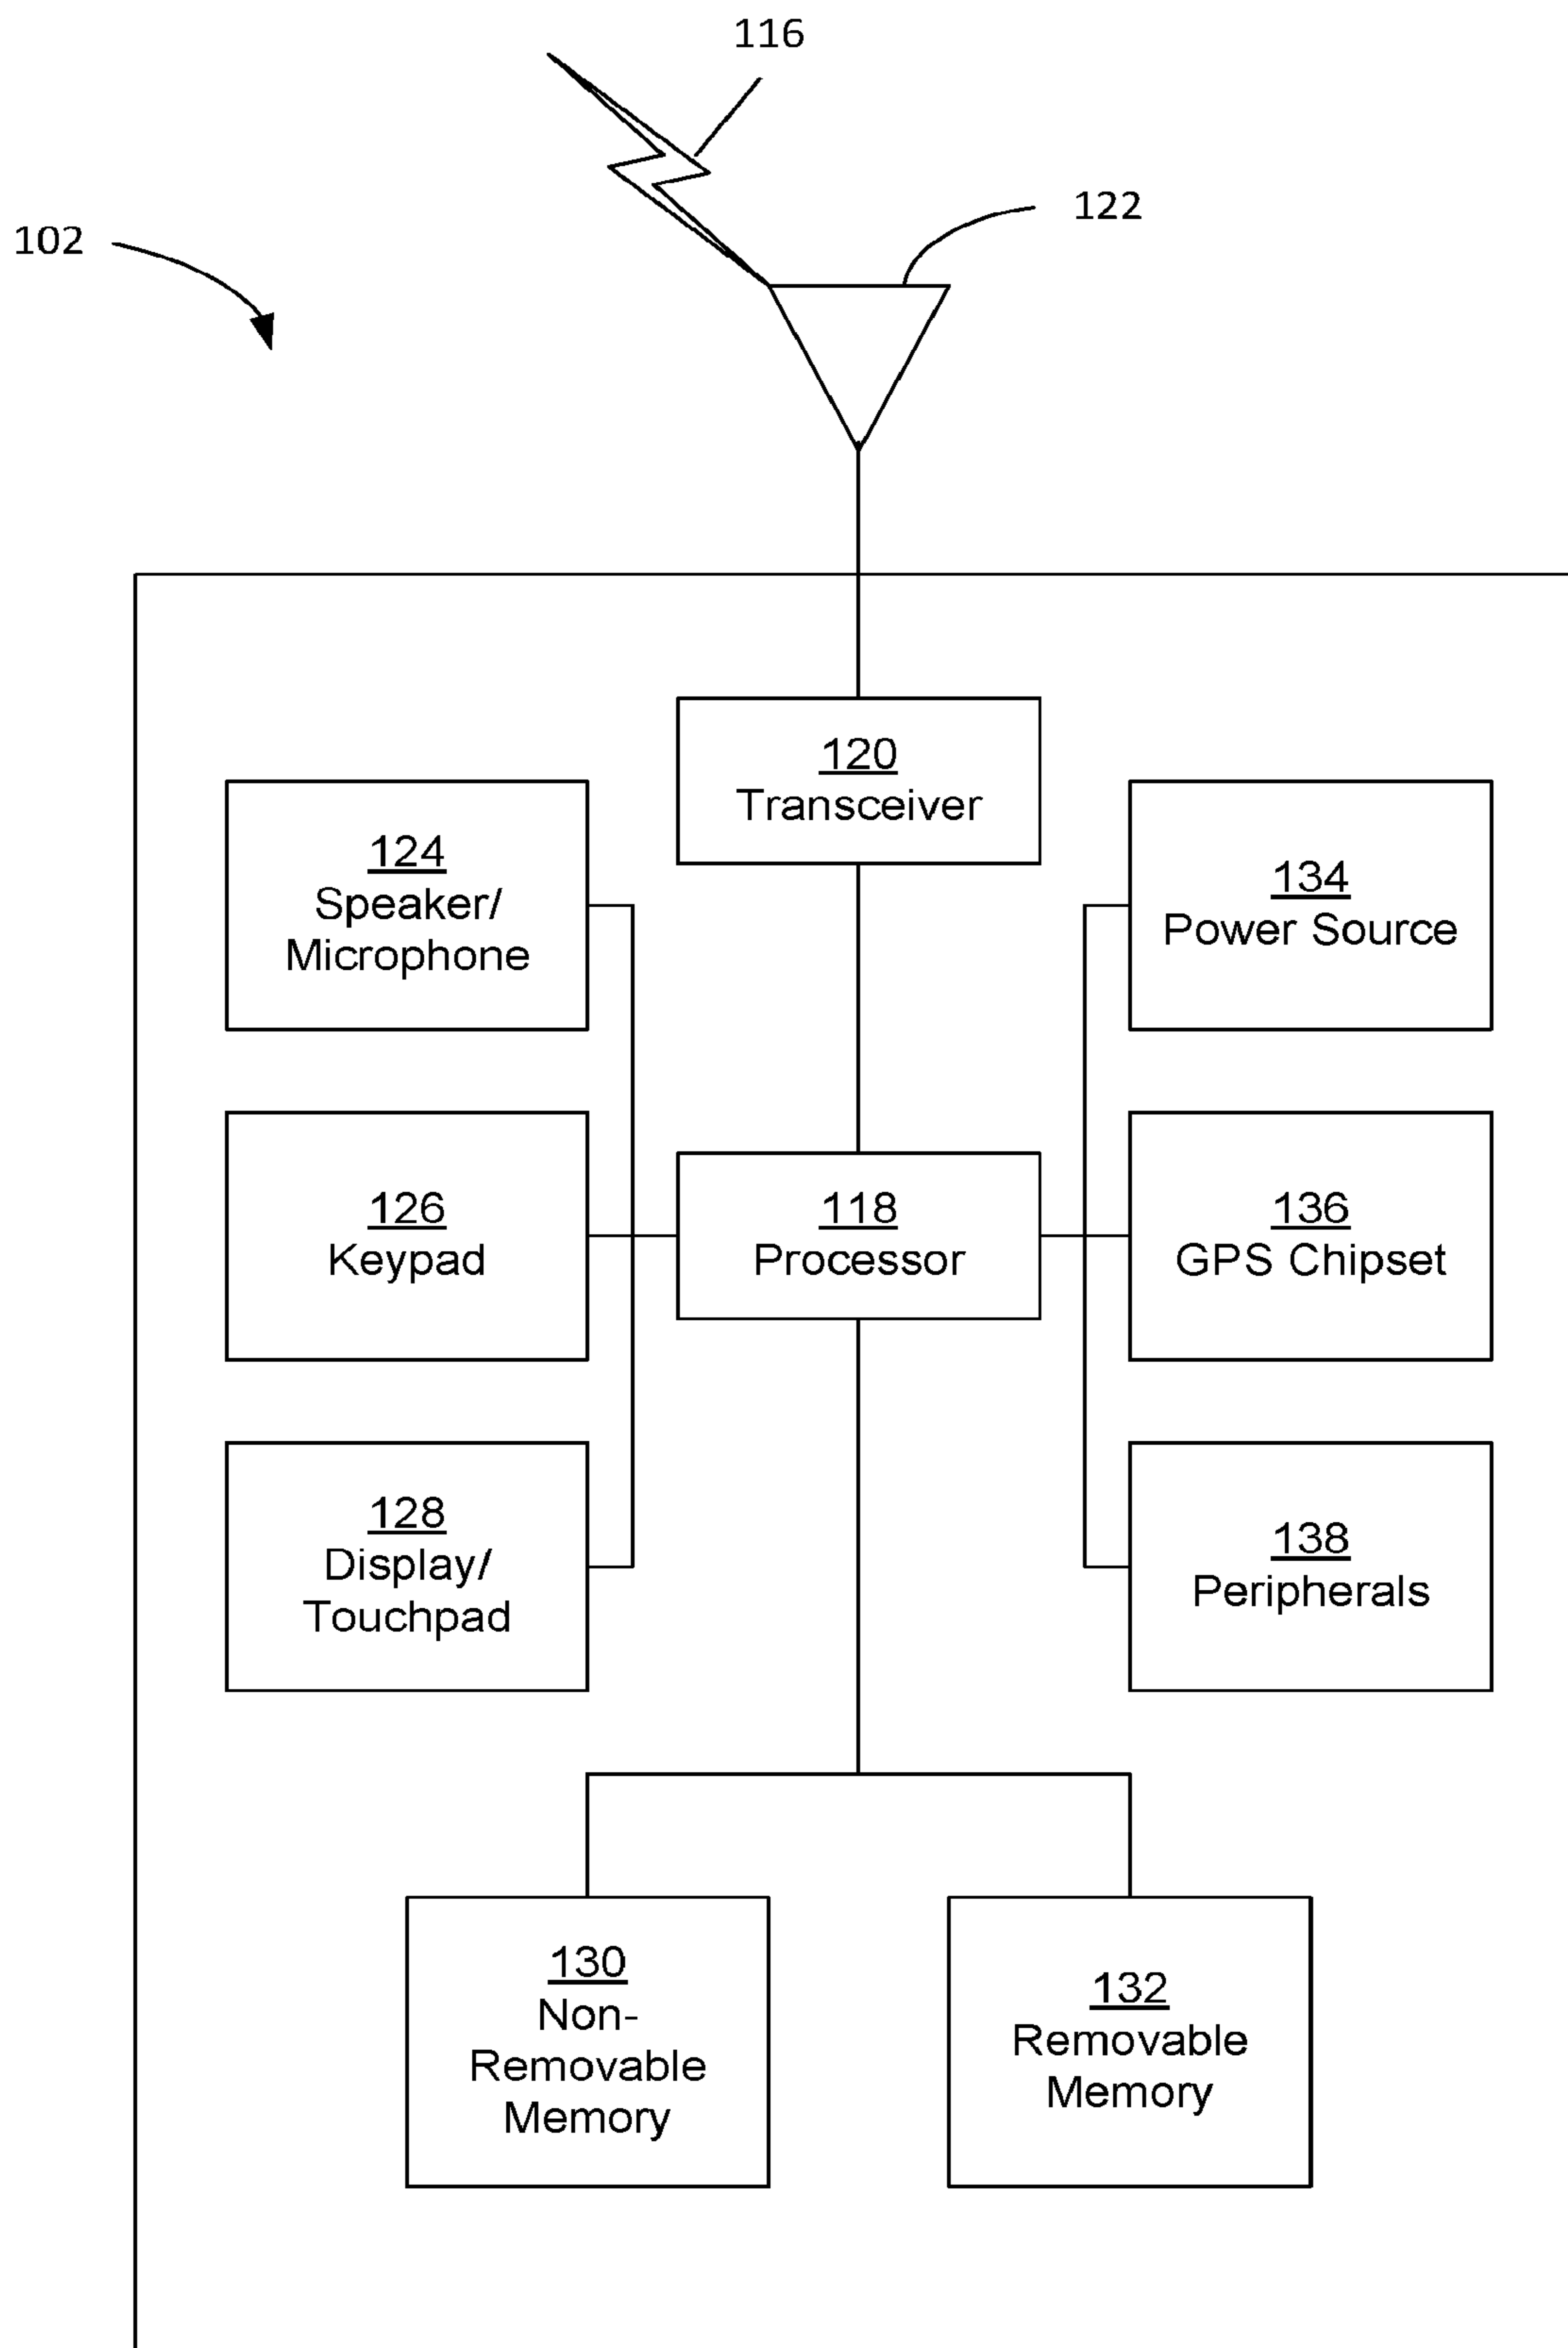 116
122
102
120
Transceiver
124
Speaker/
Microphone
134
Power Source
126
Keypad
118
Processor
136
GPS Chipset
128
Display/
Touchpad
138
Peripherals
130
Non-
Removable
Memory
132
Removable
Memory